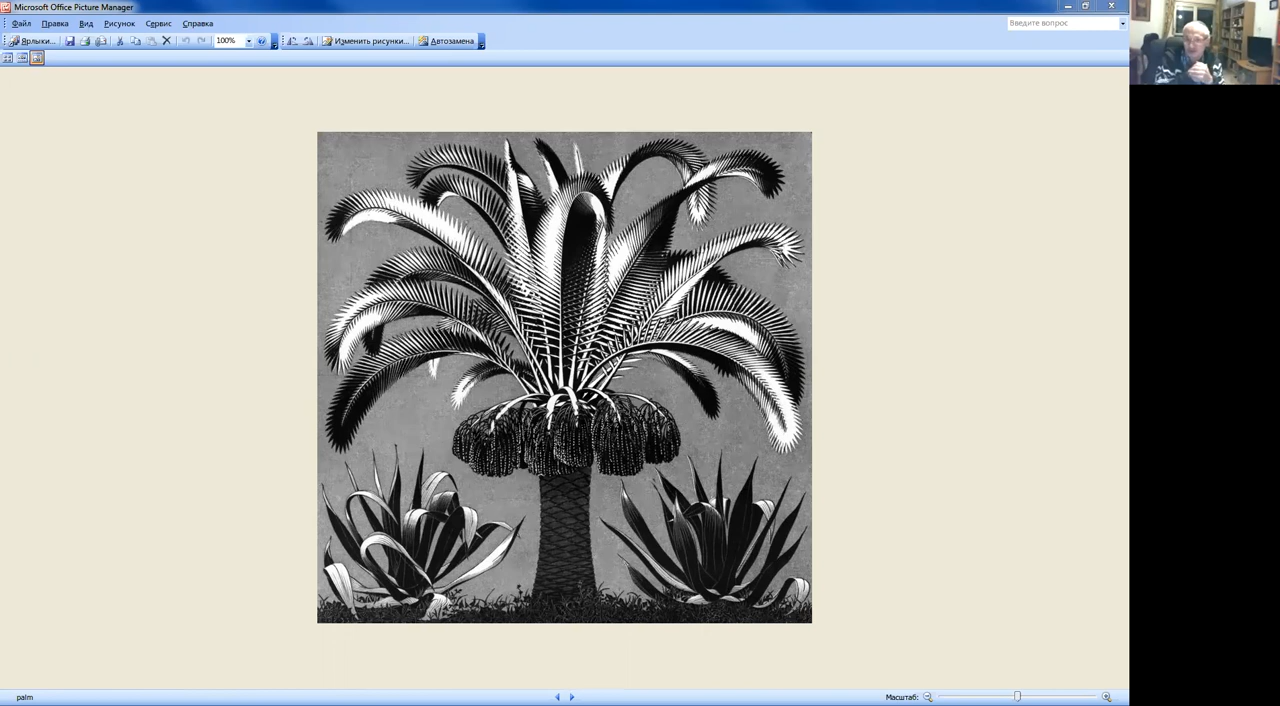 Microsoft Office Picture Manager
Файл Правка Вид Рисунок Сервис Справка
Введите вопрос
Ярлыки... 100% Изменить рисунки... Автозамена
palm
Масштаб: